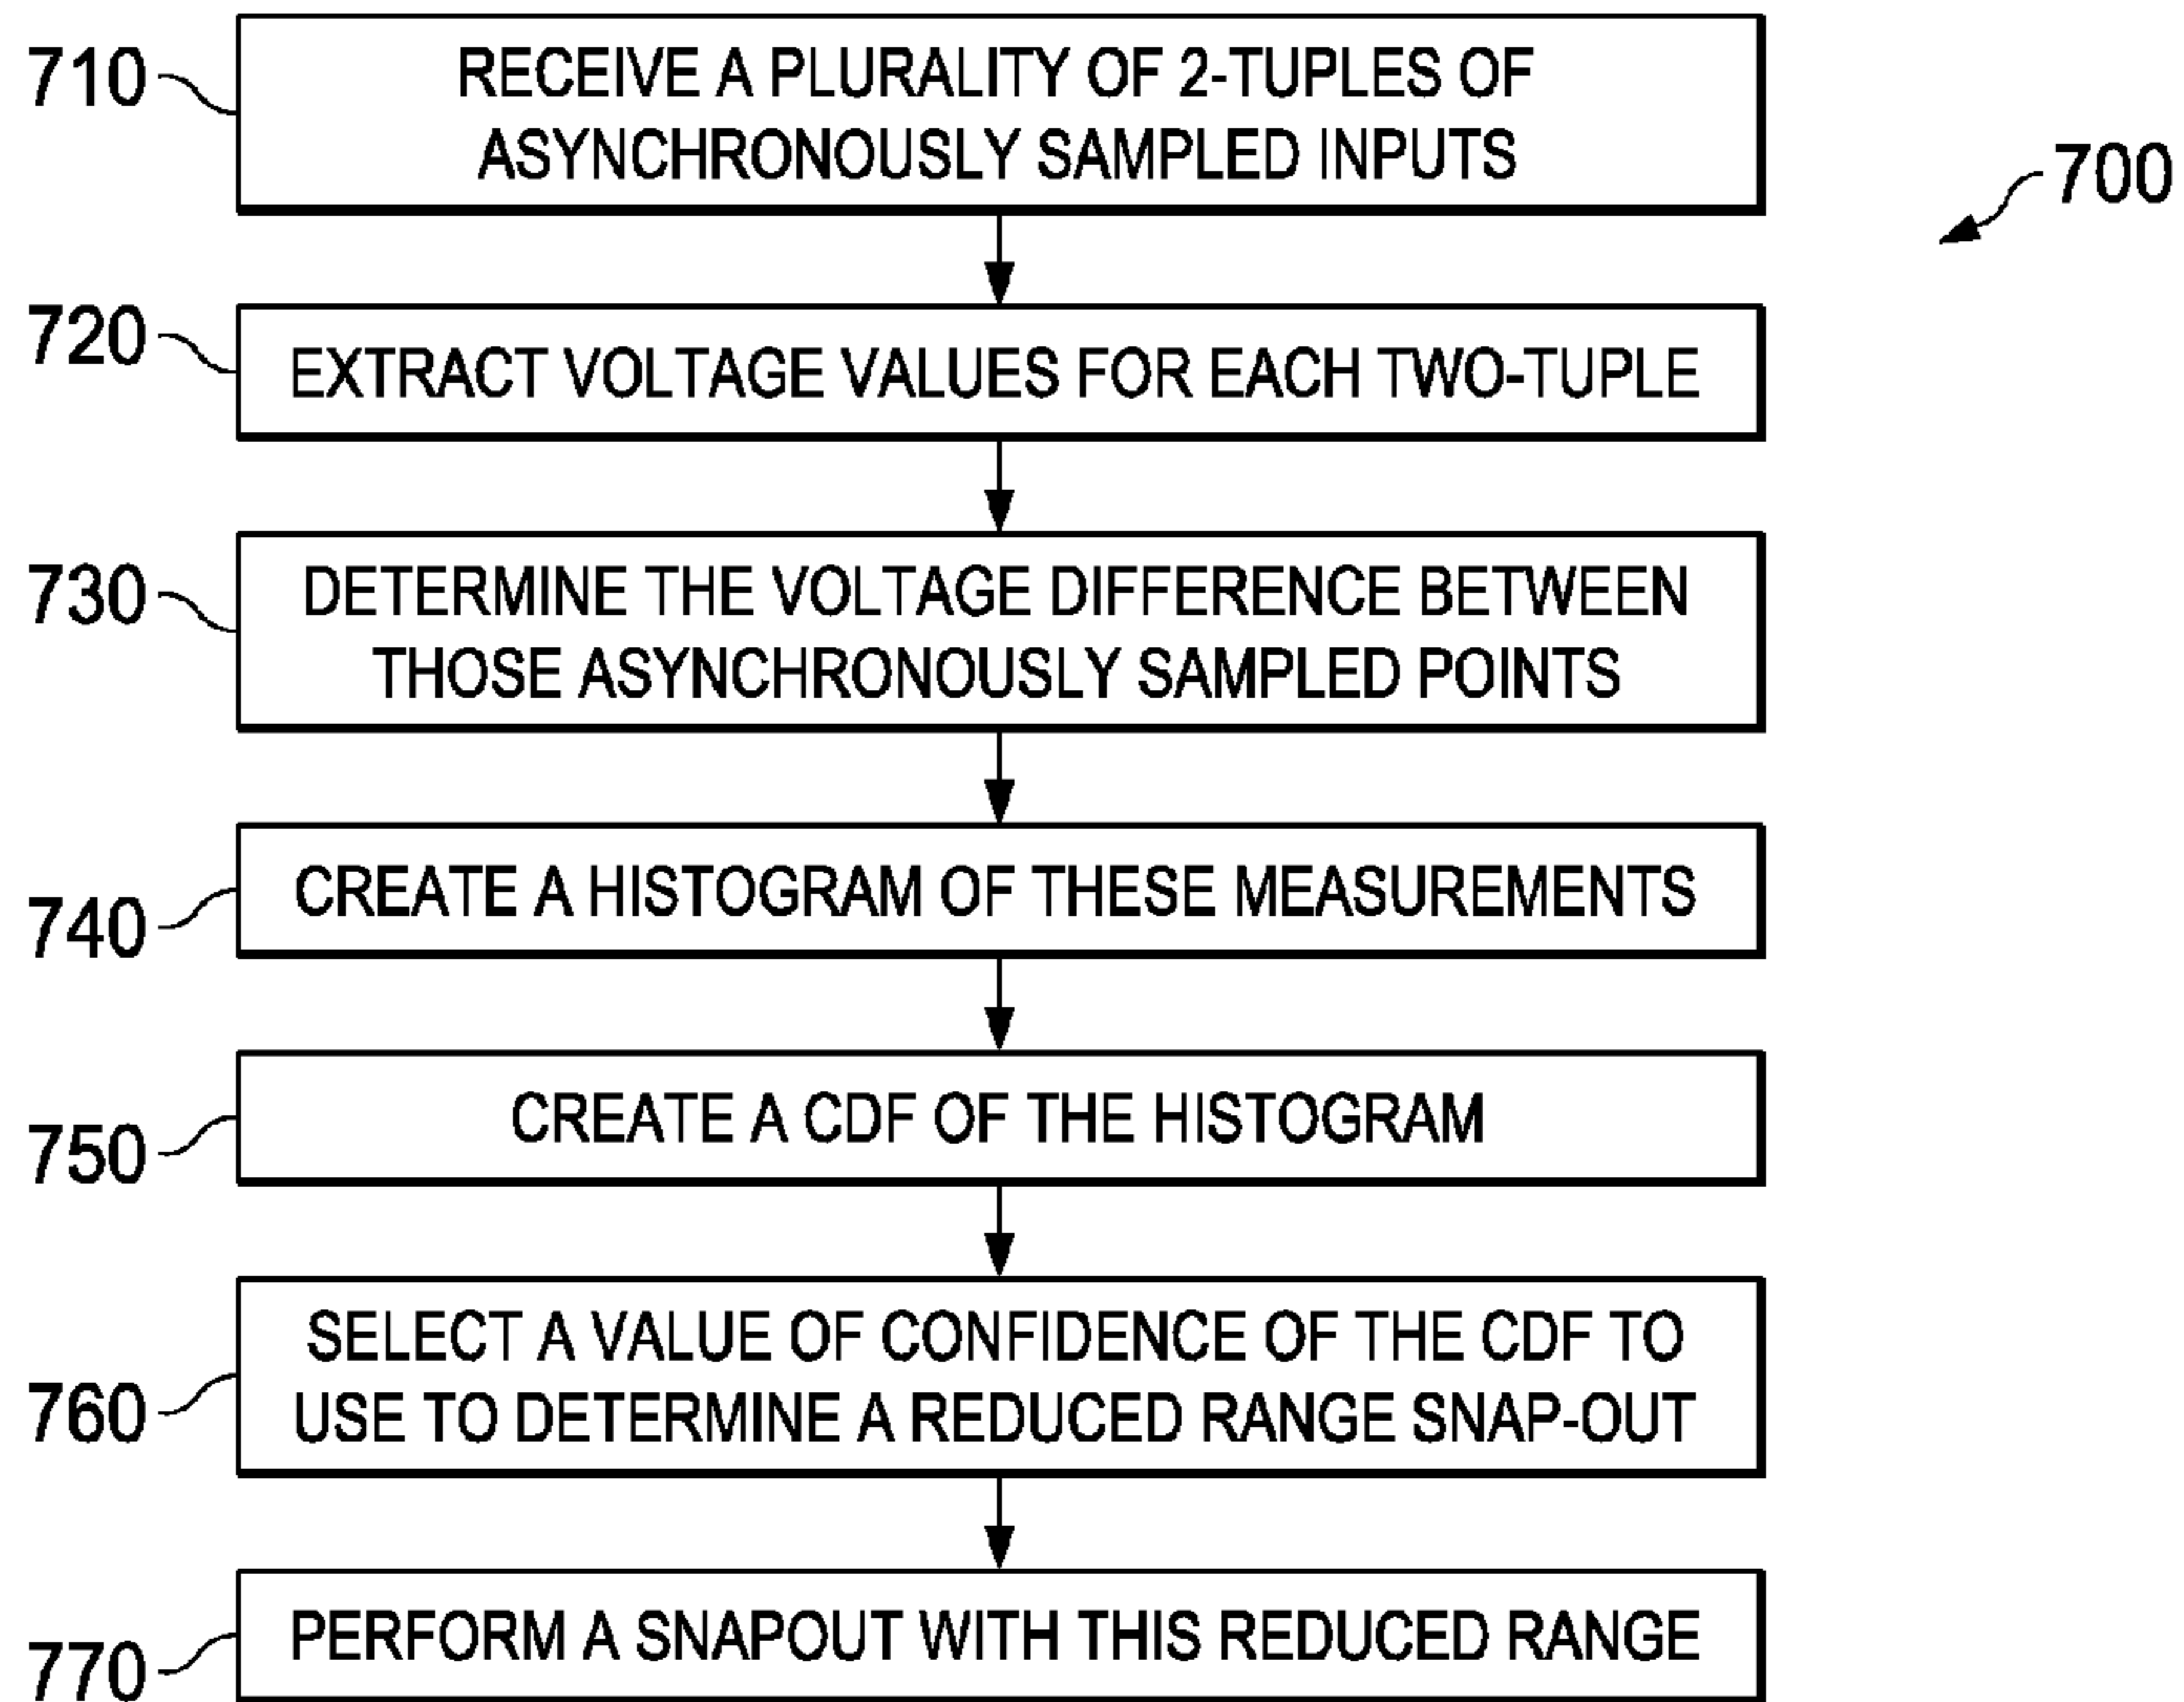 710
RECEIVE A PLURALITY OF 2-TUPLES OF
ASYNCHRONOUSLY SAMPLED INPUTS
700
720
EXTRACT VOLTAGE VALUES FOR EACH TWO-TUPLE
730
DETERMINE THE VOLTAGE DIFFERENCE BETWEEN
THOSE ASYNCHRONOUSLY SAMPLED POINTS
740
CREATE A HISTOGRAM OF THESE MEASUREMENTS
750
CREATE A CDF OF THE HISTOGRAM
760
SELECT A VALUE OF CONFIDENCE OF THE CDF TO
USE TO DETERMINE A REDUCED RANGE SNAP-OUT
770
PERFORM A SNAPOUT WITH THIS REDUCED RANGE